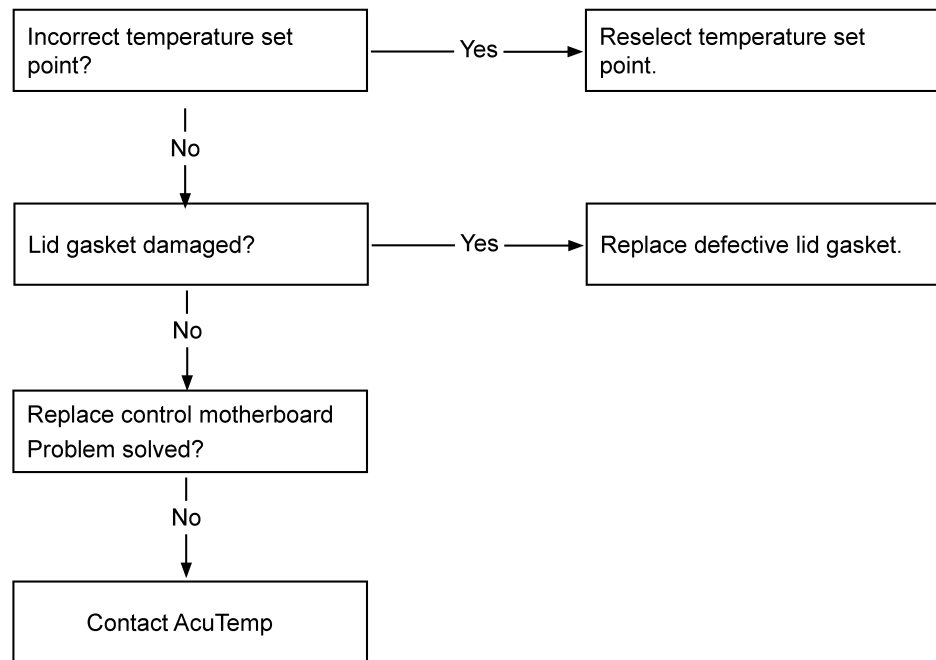 Incorrect temperature set
point?
Yes
Reselect temperature set
point.
No
Lid gasket damaged?
Yes
Replace defective lid gasket.
No
Replace control motherboard
Problem solved?
No
Contact AcuTemp